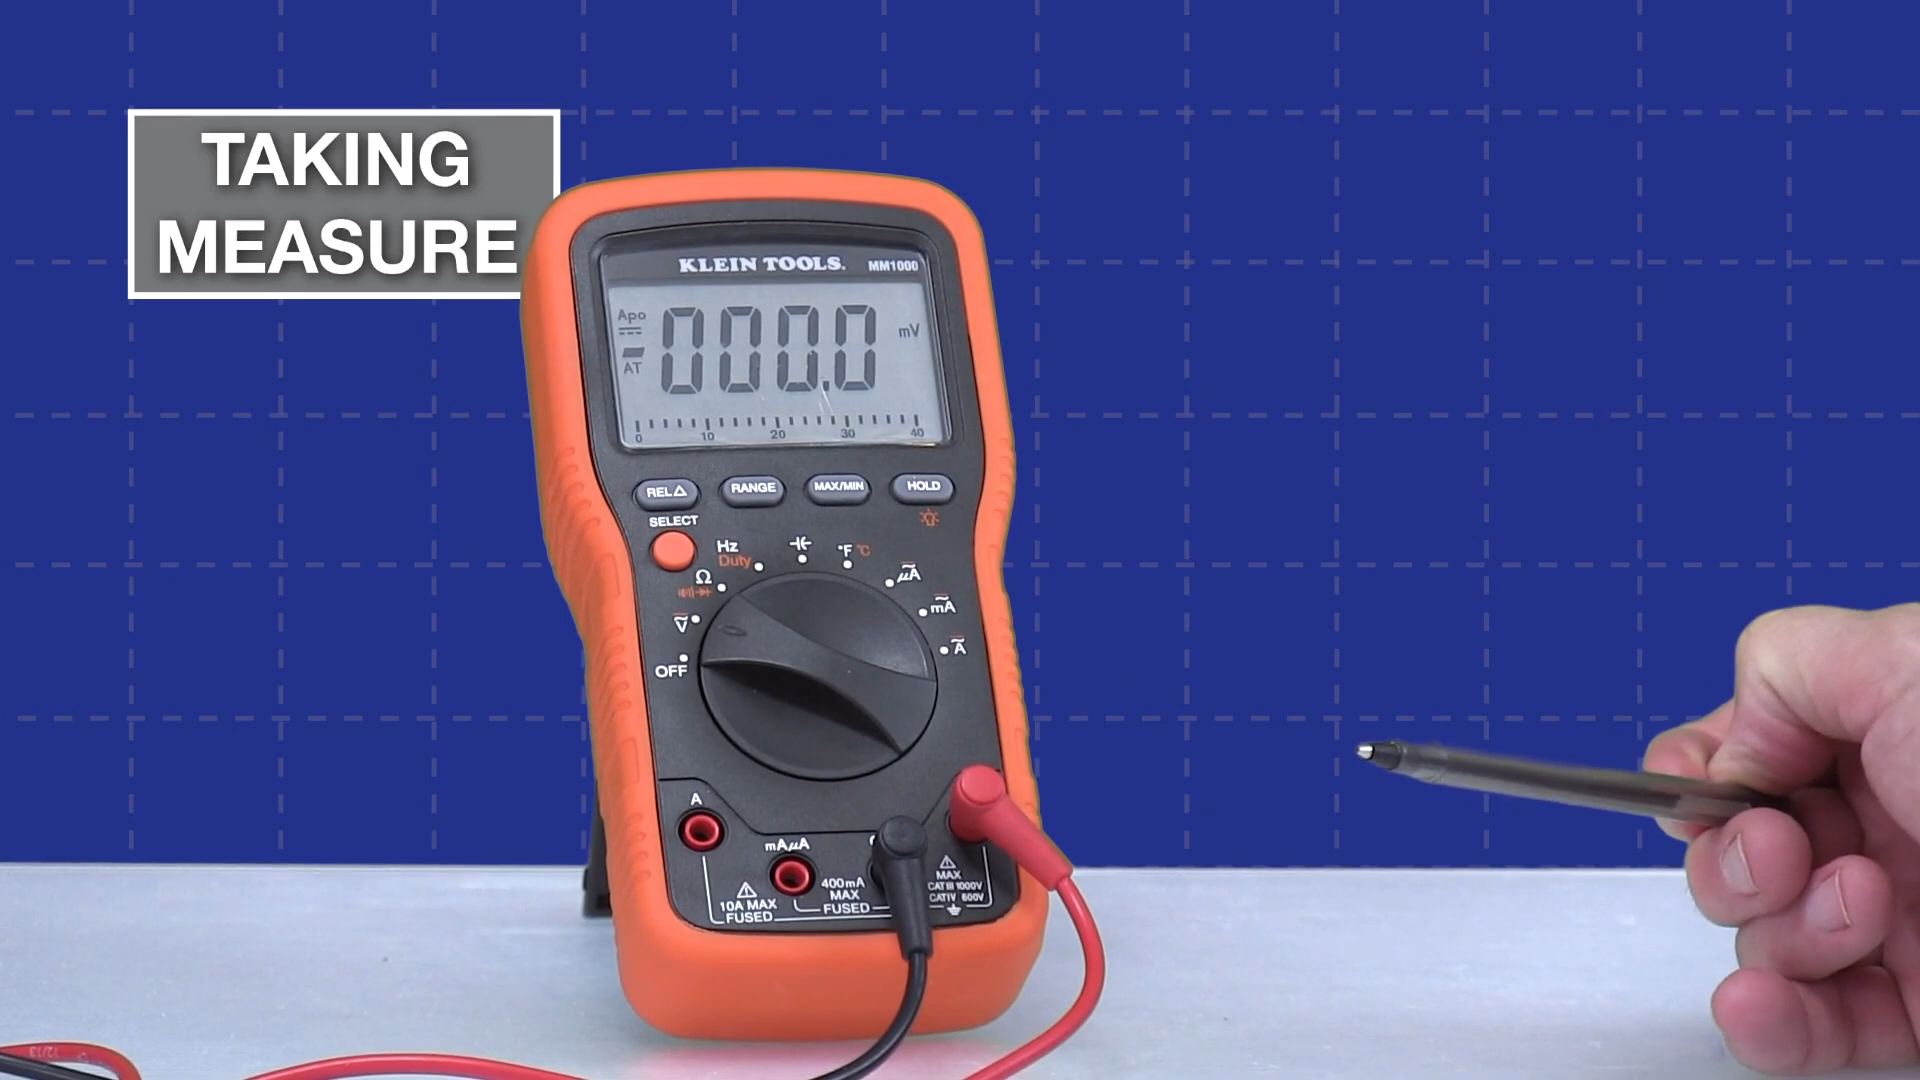 TAKING
MEASURE
KLEIN TOOLS. MM1000
Apo
000.0 mV
AT
0 10 20 30 40
REL△ RANGE MAX/MIN HOLD
SELECT
Hz
Duty
°F °C
Ω
μA
mA
V
A
OFF
A
mAμA
10A MAX
FUSED
400mA
MAX
FUSED
MAX
CAT III 1000V
CAT IV 600V
12/13